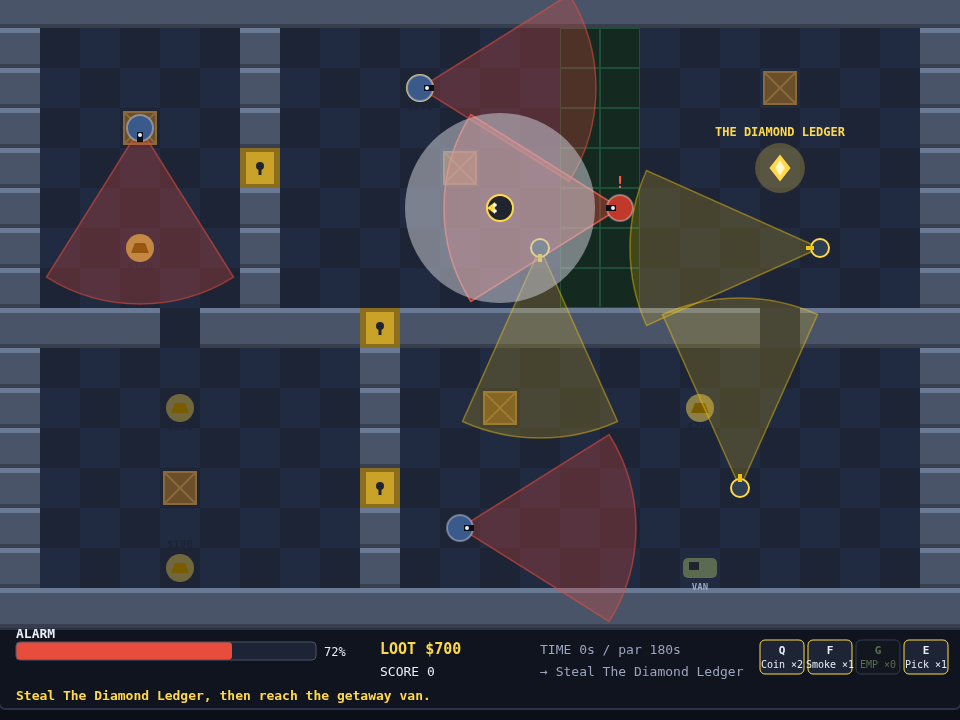 !
THE DIAMOND LEDGER
$100
VAN
ALARM
72%
LOOT $700
SCORE 0
TIME 0s / par 180s
→ Steal The Diamond Ledger
Q
Coin ×2
F
Smoke ×1
G
EMP ×0
E
Pick ×1
Steal The Diamond Ledger, then reach the getaway van.